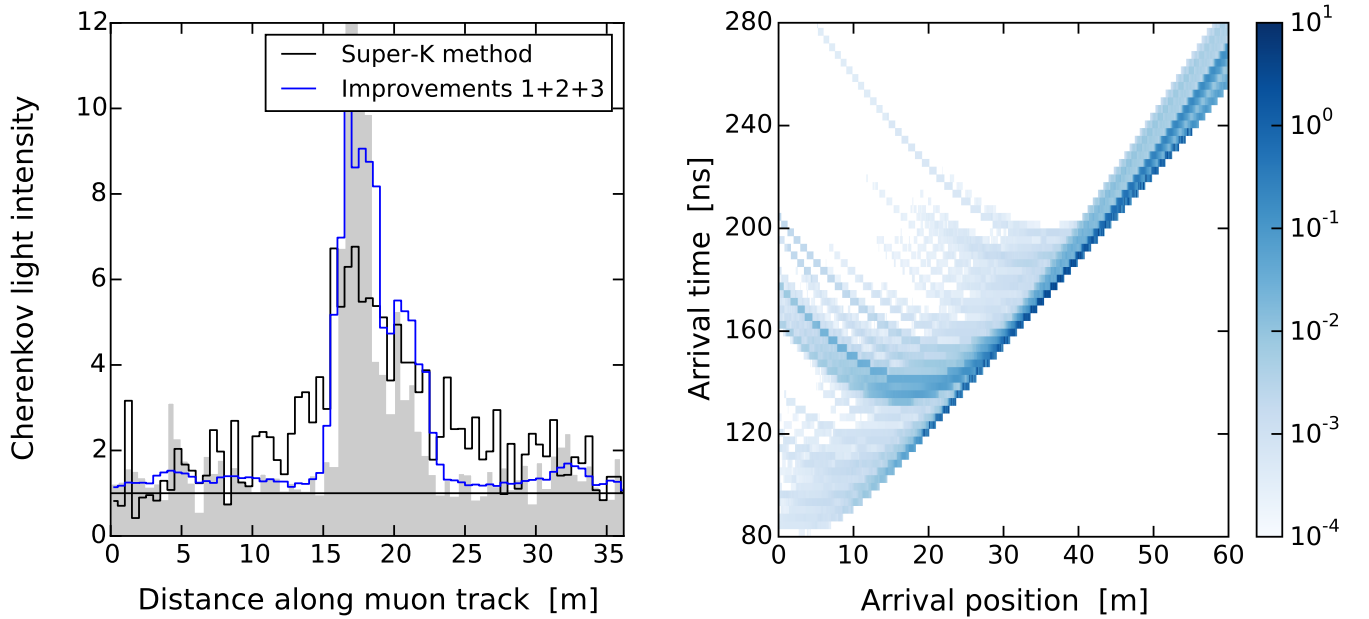 Cherenkov light intensity
12
10
8
6
4
2
0
Super-K method
Improvements 1+2+3
0 5 10 15 20 25 30 35
Distance along muon track [m]
Arrival time [ns]
280
240
200
160
120
80
0 10 20 30 40 50 60
Arrival position [m]
10^1
10^0
10^-1
10^-2
10^-3
10^-4